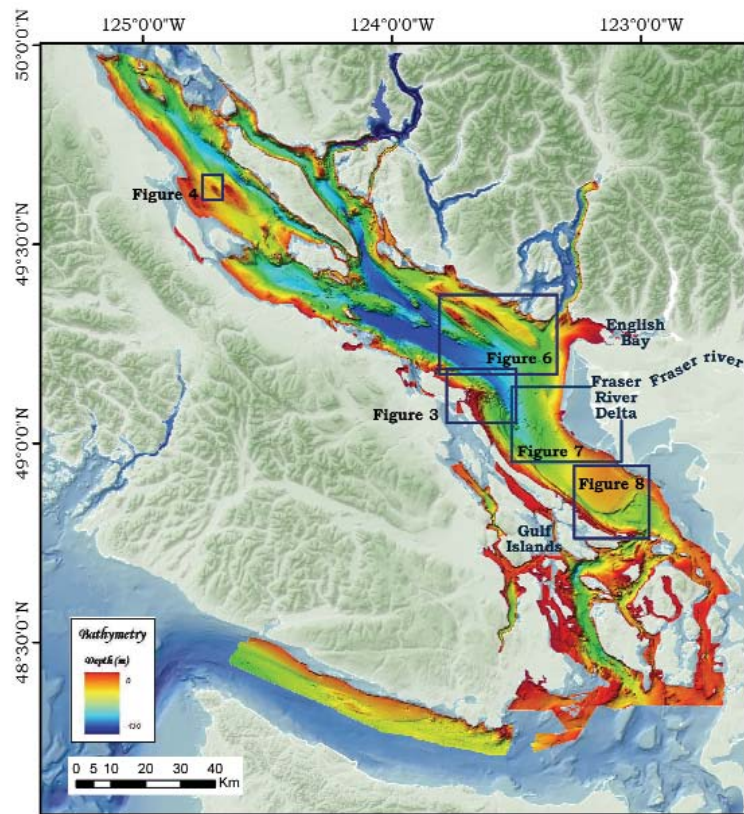 125°0'0"W 124°0'0"W 123°0'0"W
50°0'0"N
49°30'0"N
49°0'0"N
48°30'0"N
Figure 4
English
Bay
Figure 6
Fraser river
Fraser
River
Delta
Figure 3
Figure 7
Figure 8
Gulf
Islands
Bathymetry
Depth (m)
0
0 5 10 20 30 40
Km